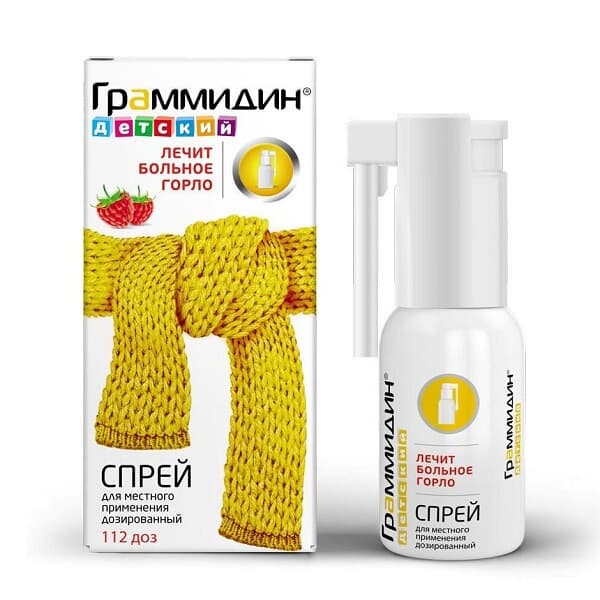 Граммидин®
детский
ЛЕЧИТ
БОЛЬНОЕ
ГОРЛО
СПРЕЙ
для местного
применения
дозированный
112 доз
Граммидин®
детский
ЛЕЧИТ
БОЛЬНОЕ
ГОРЛО
СПРЕЙ
для местного
применения
дозированный
Граммидин®
детский